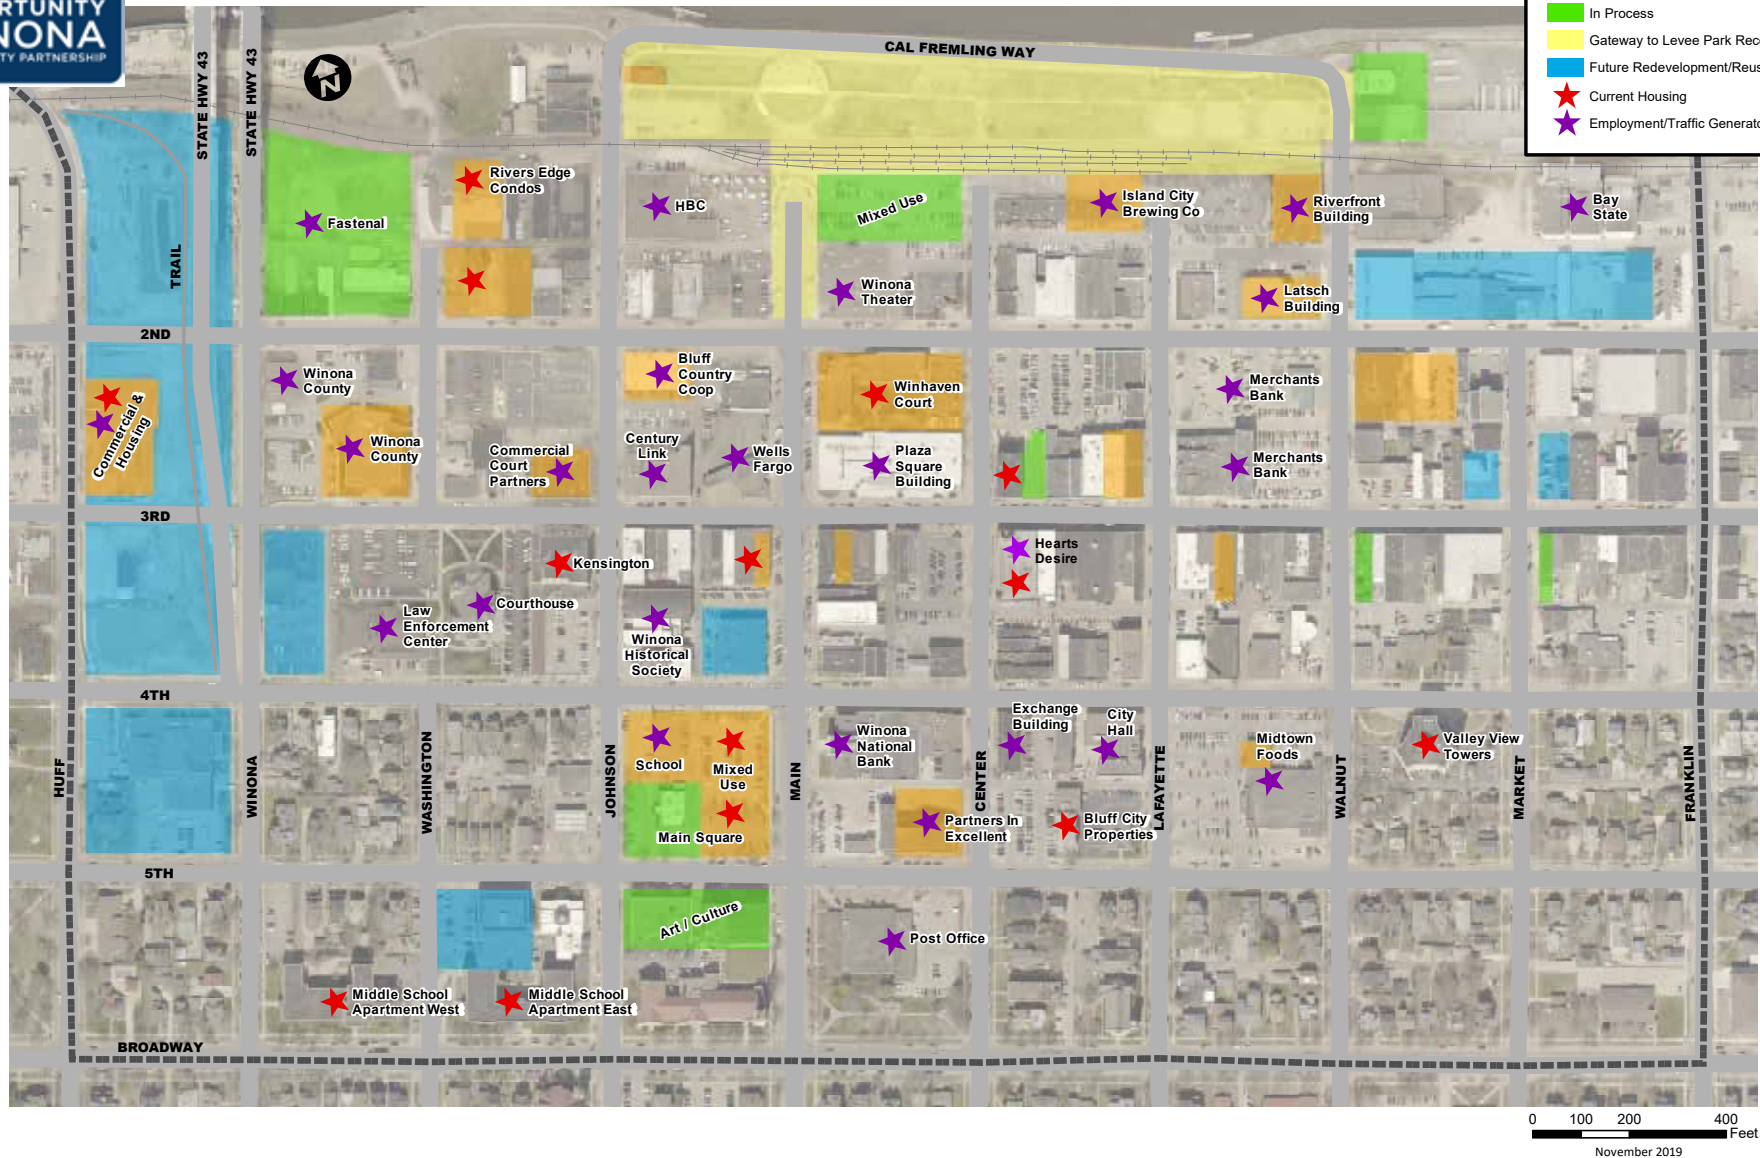 RTUNITY
NONA
TY PARTNERSHIP
In Process
Gateway to Levee Park Rec
Future Redevelopment/Reus
Current Housing
Employment/Traffic Generato
STATE HWY 43
STATE HWY 43
N
CAL FREMLING WAY
TRAIL
Fastenal
Rivers Edge
Condos
HBC
Mixed Use
Island City
Brewing Co
Riverfront
Building
Bay
State
Winona
Theater
Latsch
Building
2ND
Commercial &
Housing
Winona
County
Winona
County
Commercial
Court
Partners
Bluff
Country
Coop
Century
Link
Wells
Fargo
Winhaven
Court
Plaza
Square
Building
Merchants
Bank
Merchants
Bank
3RD
Kensington
Courthouse
Law
Enforcement
Center
Winona
Historical
Society
Hearts
Desire
4TH
HUFF
WINONA
WASHINGTON
JOHNSON
School
Mixed
Use
Main Square
MAIN
Winona
National
Bank
Partners In
Excellent
CENTER
Exchange
Building
City
Hall
Bluff City
Properties
LAFAYETTE
Midtown
Foods
WALNUT
Valley View
Towers
MARKET
FRANKLIN
5TH
Art / Culture
Post Office
Middle School
Apartment West
Middle School
Apartment East
BROADWAY
0 100 200 400
Feet
November 2019